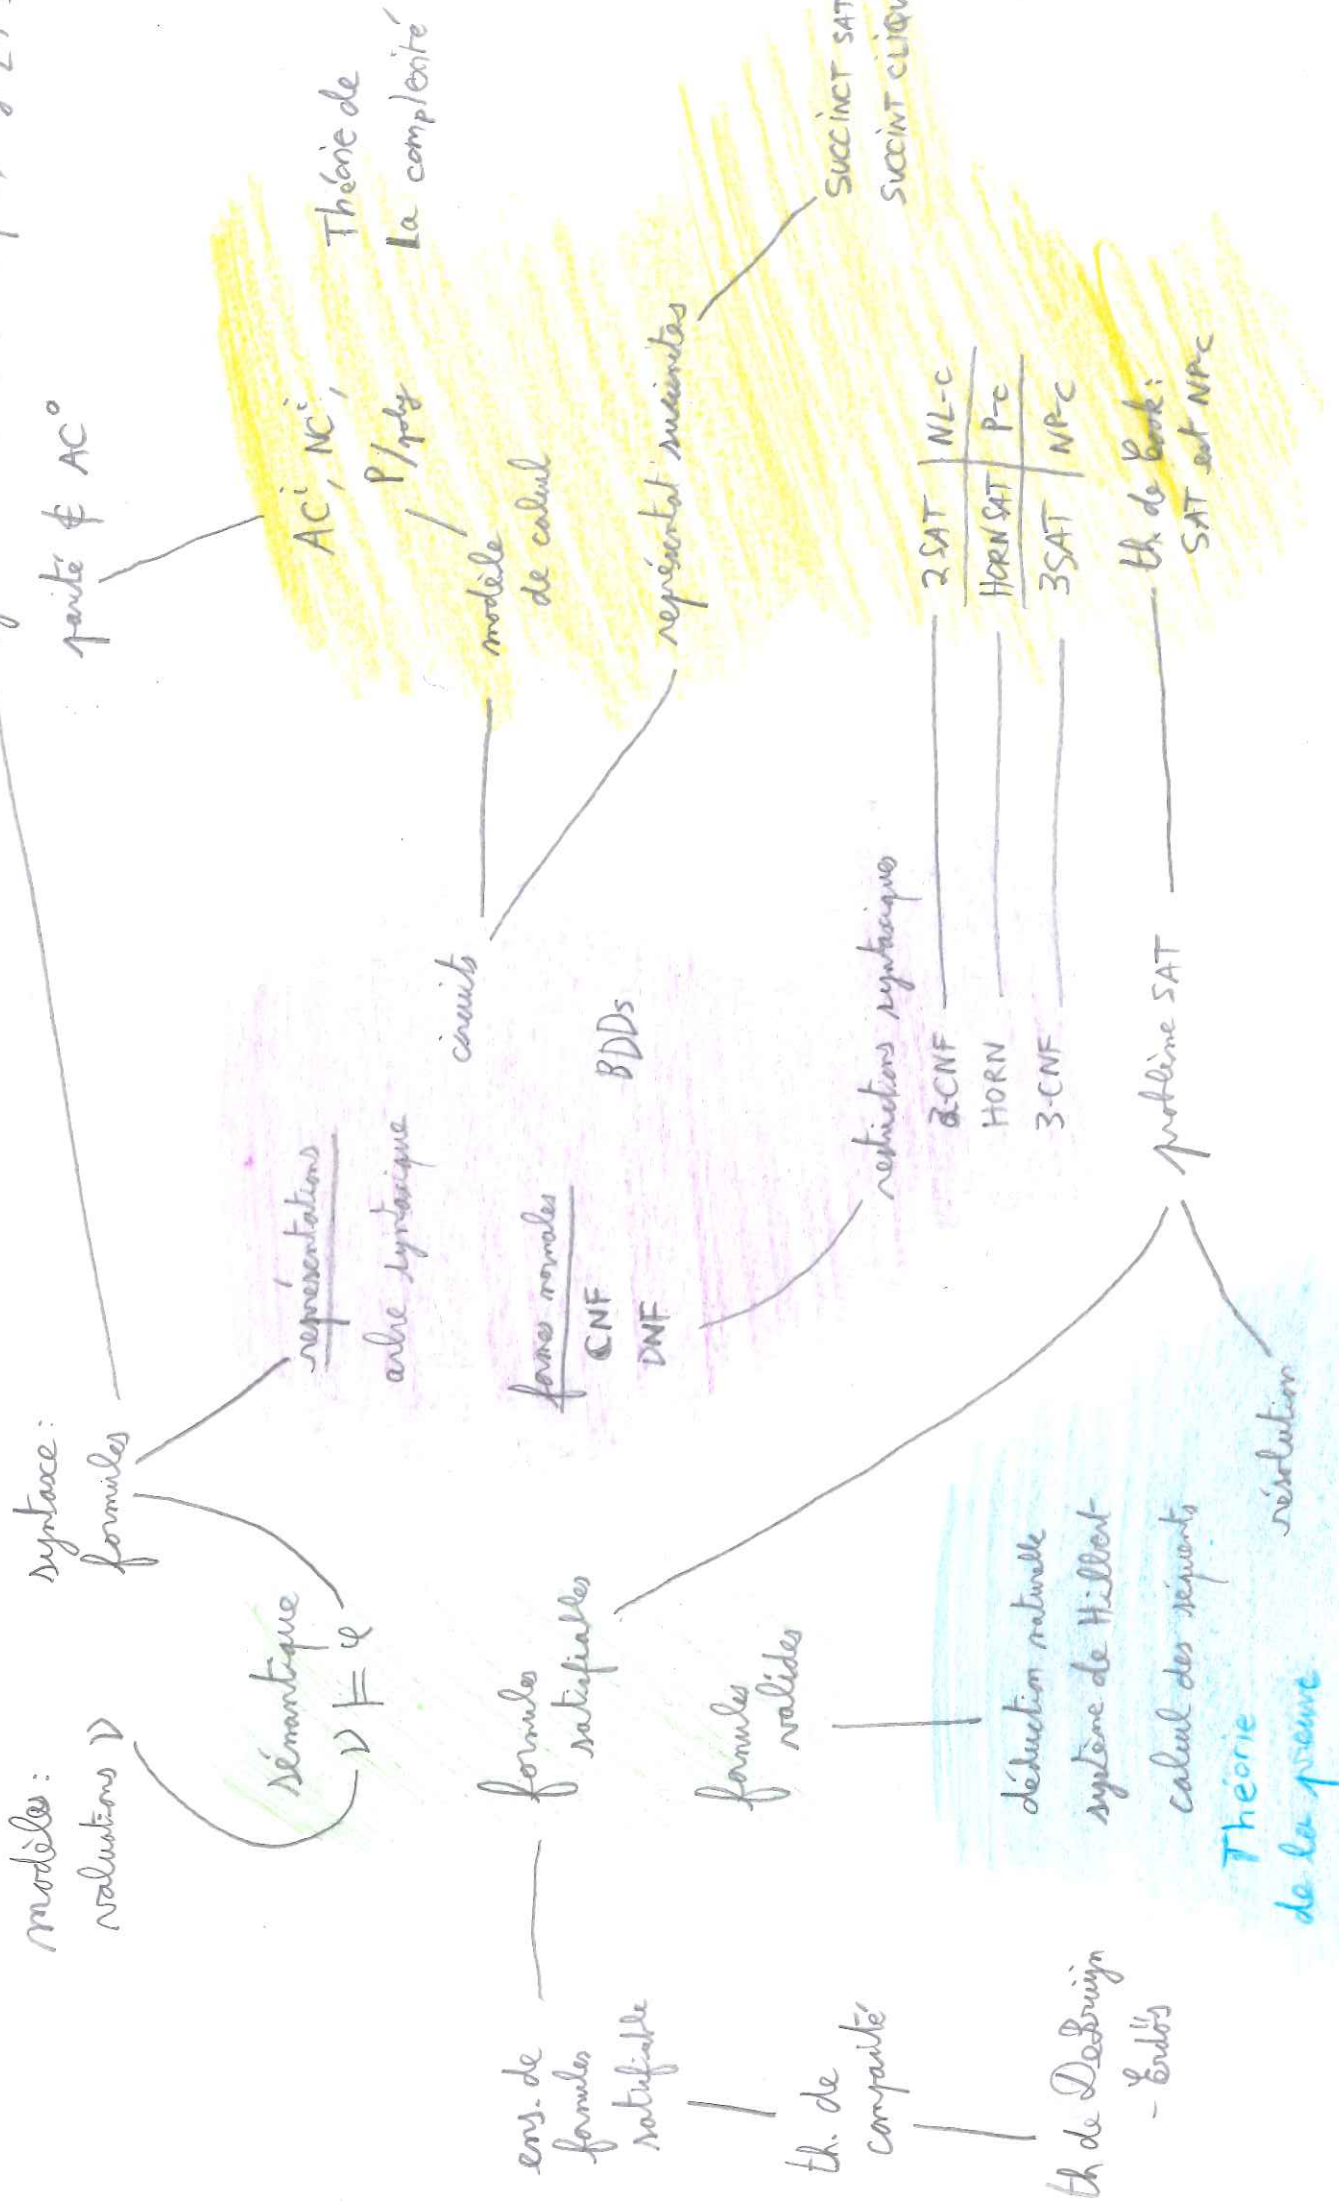 modèles :
valuations ν
syntaxe :
formules
sémantique
ν ⊨ φ
représentations
arbre syntaxique
circuits
formes normales
CNF
DNF
BDDs
parité ∉ AC⁰
ACⁱ, NCⁱ,
P/poly
Théorie de
La complexité
modèle
de calcul
représentat° succinctes
SUCCINCT SAT
SUCCINT CLIQU
formules
satisfiables
formules
valides
ens. de
formules
satisfiable
th. de
compacité
th de DeBruijn
- Erdös
restrictions syntaxiques
2-CNF
HORN
3-CNF
2SAT NL-c
HORNSAT P-c
3SAT NP-c
problème SAT
th. de Cook :
SAT est NP-c
déduction naturelle
système de Hilbert
calcul des séquents
résolution
Théorie
de la preuve